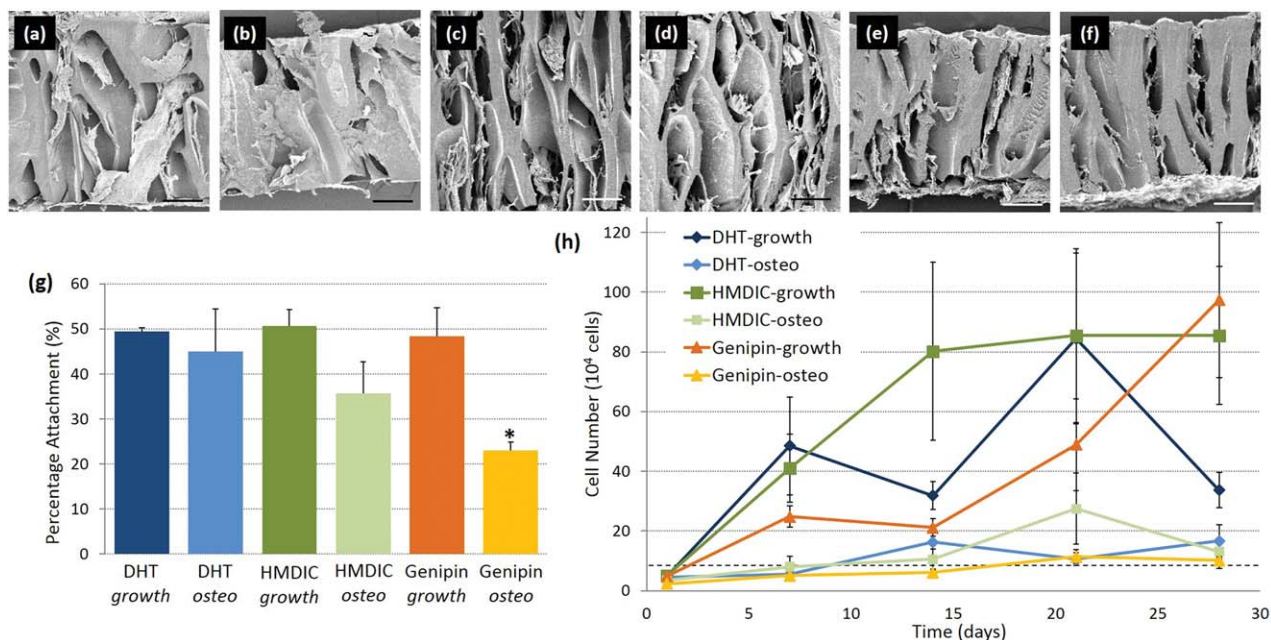 (a)
(b)
(c)
(d)
(e)
(f)
(g)
Percentage Attachment (%)
60
50
40
30
20
10
0
*
DHT
growth
DHT
osteo
HMDIC
growth
HMDIC
osteo
Genipin
growth
Genipin
osteo
(h)
DHT-growth
DHT-osteo
HMDIC-growth
HMDIC-osteo
Genipin-growth
Genipin-osteo
Cell Number (10⁴ cells)
120
100
80
60
40
20
0
0 5 10 15 20 25 30
Time (days)